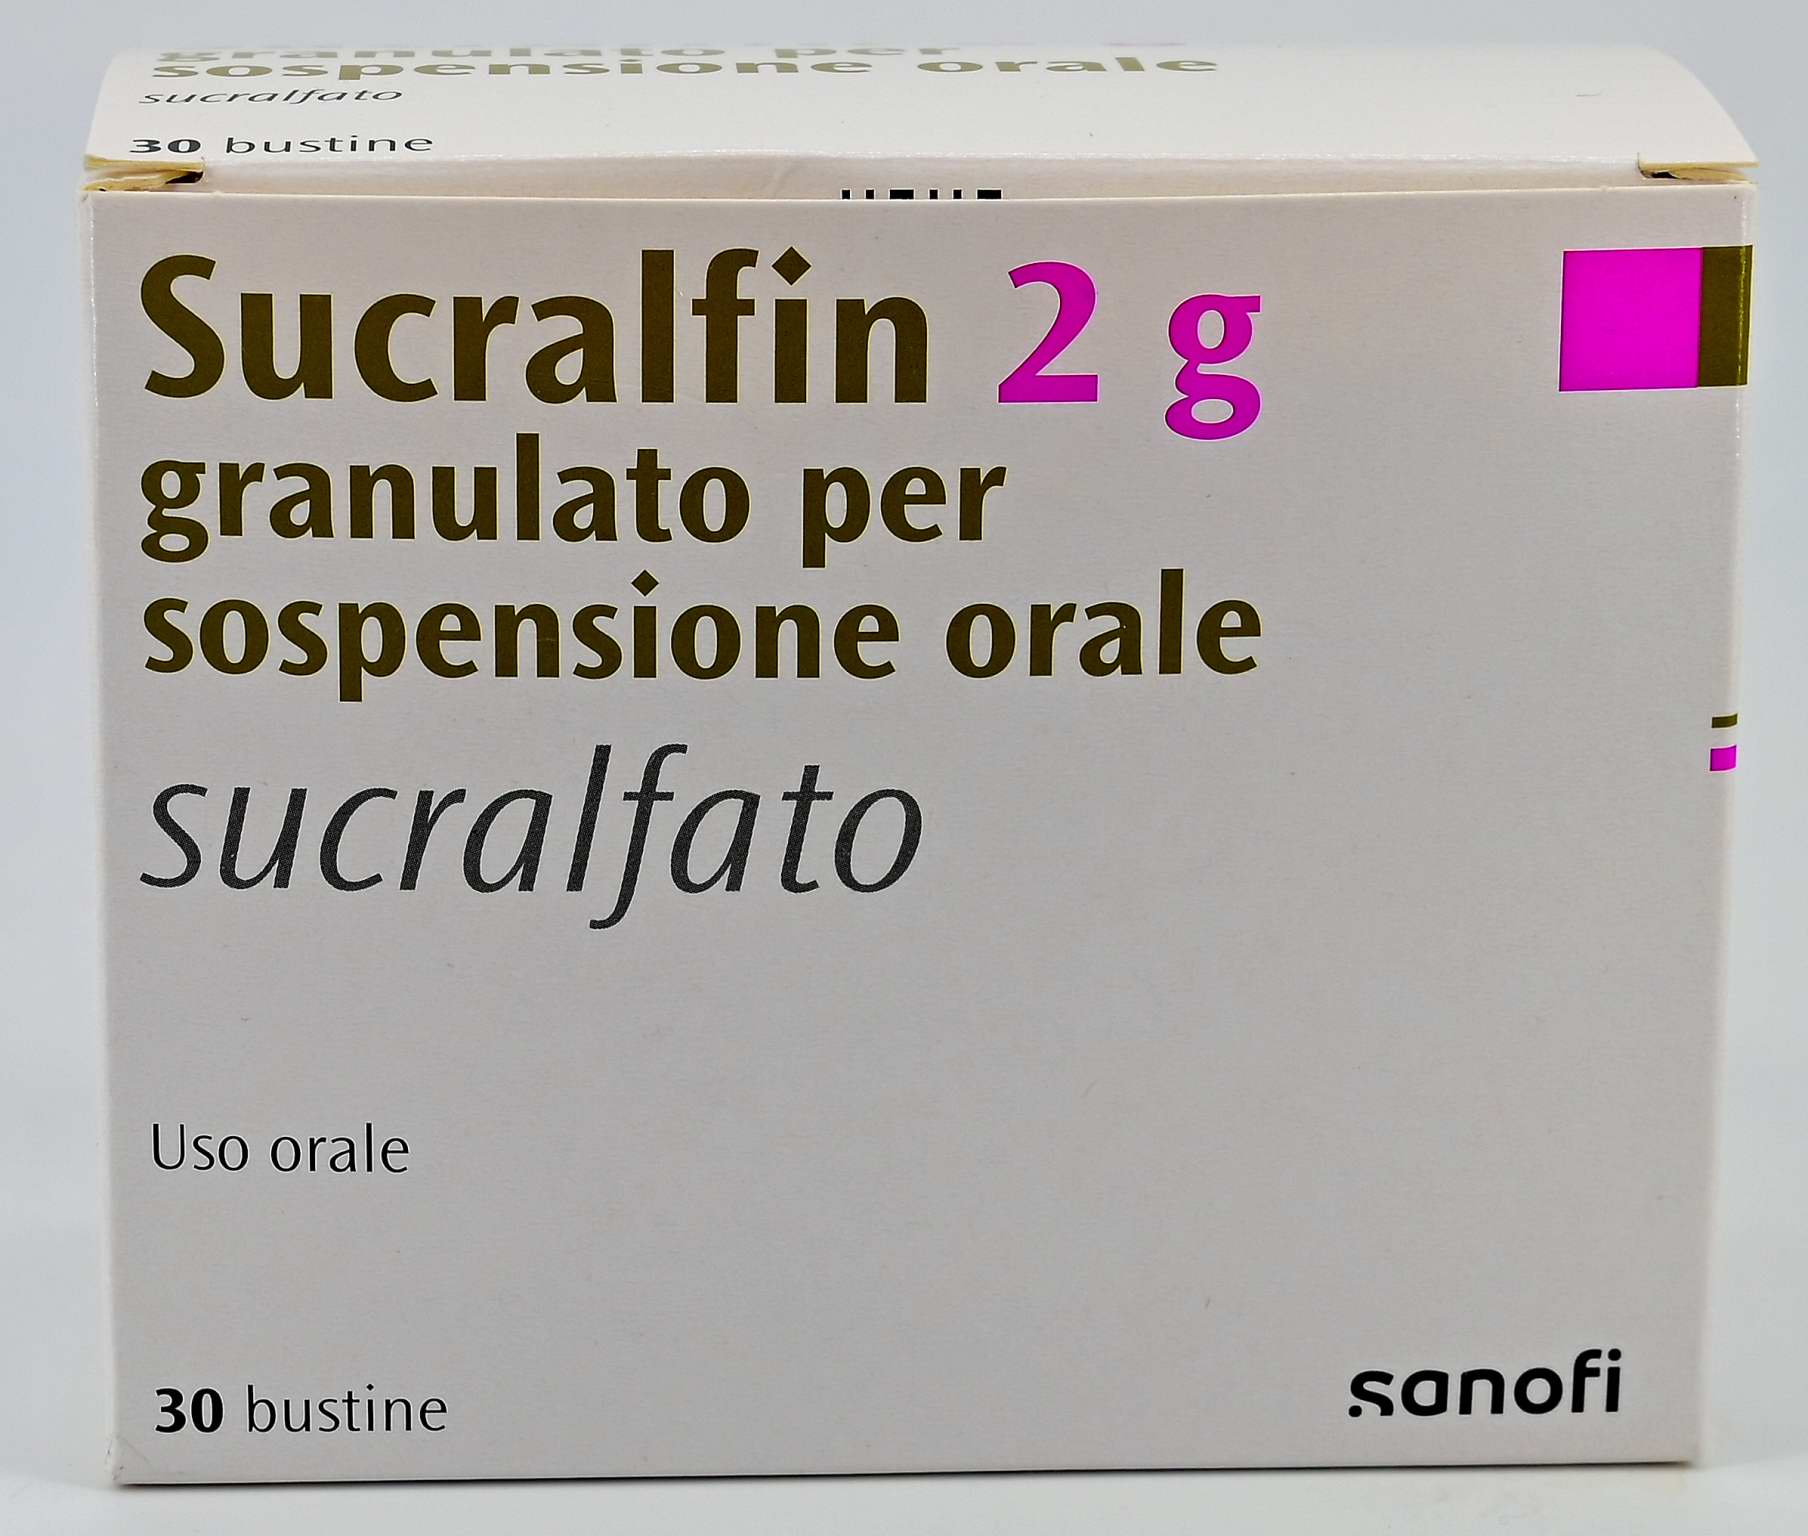 granulato per
sospensione orale
sucralfato
30 bustine
Sucralfin 2 g
granulato per
sospensione orale
sucralfato
Uso orale
30 bustine
sanofi